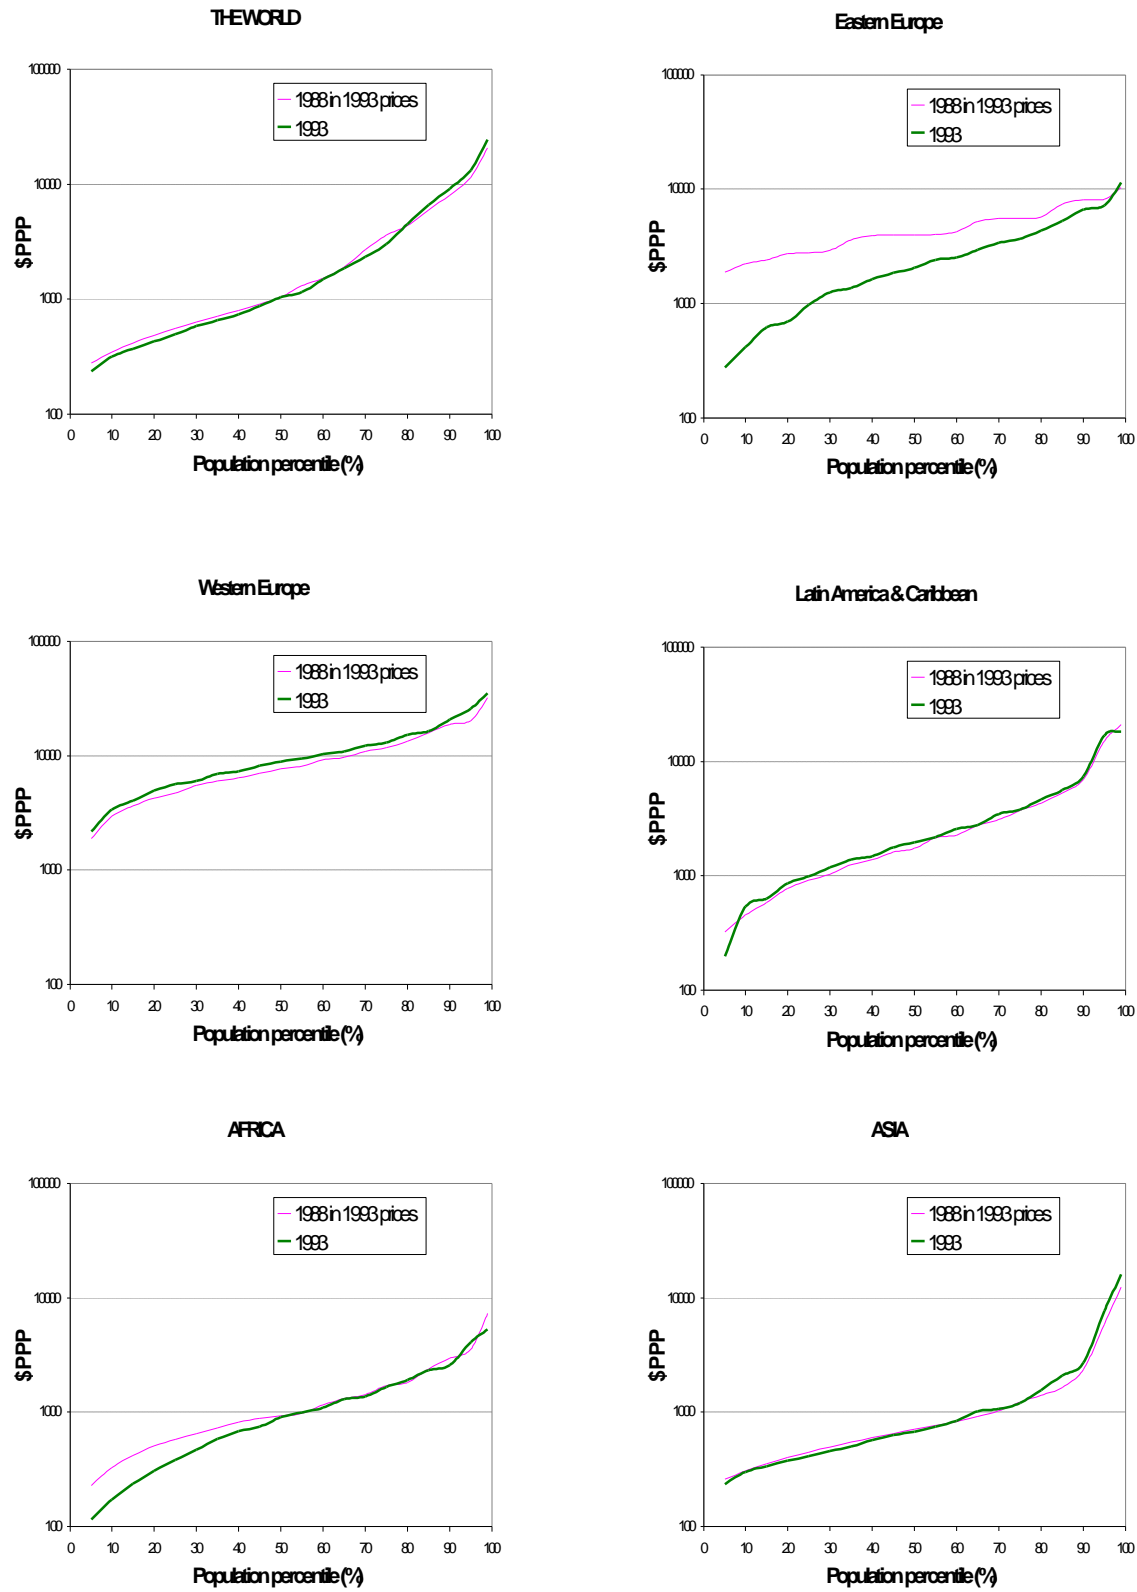 THE WORLD
100000
10000
1000
100
$PPP
1988 in 1993 prices
1993
0 10 20 30 40 50 60 70 80 90 100
Population percentile (%)
Eastern Europe
100000
10000
1000
100
$PPP
1988 in 1993 prices
1993
0 10 20 30 40 50 60 70 80 90 100
Population percentile (%)
Western Europe
100000
10000
1000
100
$PPP
1988 in 1993 prices
1993
0 10 20 30 40 50 60 70 80 90 100
Population percentile (%)
Latin America & Caribbean
100000
10000
1000
100
$PPP
1988 in 1993 prices
1993
0 10 20 30 40 50 60 70 80 90 100
Population percentile (%)
AFRICA
100000
10000
1000
100
$PPP
1988 in 1993 prices
1993
0 10 20 30 40 50 60 70 80 90 100
Population percentile (%)
ASIA
100000
10000
1000
100
$PPP
1988 in 1993 prices
1993
0 10 20 30 40 50 60 70 80 90 100
Population percentile (%)